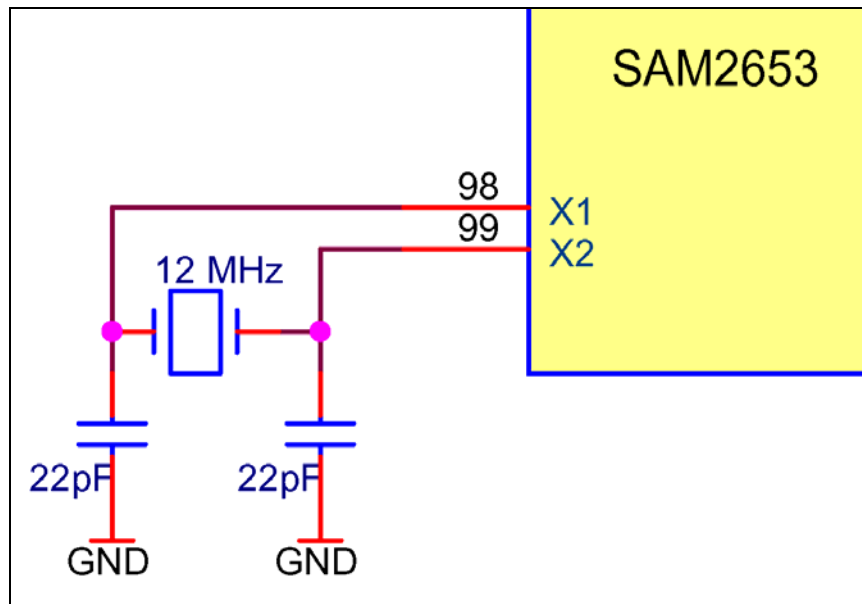 SAM2653
98
X1
99
X2
12 MHz
22pF
22pF
GND
GND